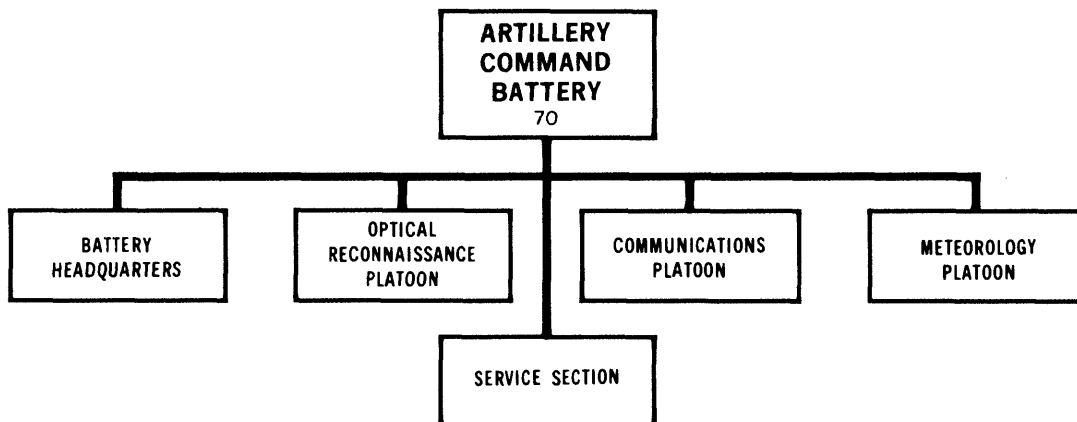 ARTILLERY
COMMAND
BATTERY
70
BATTERY
HEADQUARTERS
OPTICAL
RECONNAISSANCE
PLATOON
COMMUNICATIONS
PLATOON
METEOROLOGY
PLATOON
SERVICE SECTION